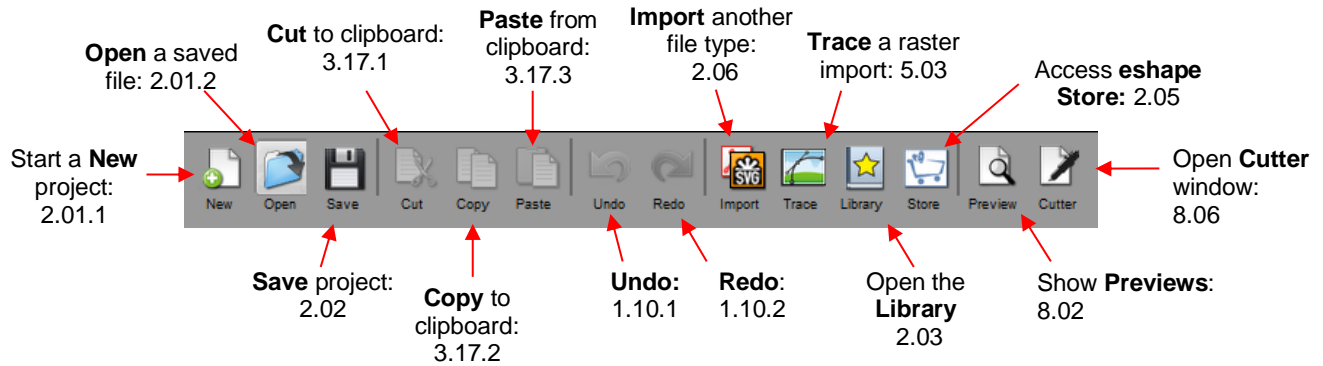 Open a saved
file: 2.01.2
Cut to clipboard:
3.17.1
Paste from
clipboard:
3.17.3
Import another
file type:
2.06
Trace a raster
import: 5.03
Access eshape
Store: 2.05
Start a New
project:
2.01.1
SVG
New Open Save Cut Copy Paste Undo Redo Import Trace Library Store Preview Cutter
Open Cutter
window:
8.06
Save project:
2.02
Copy to
clipboard:
3.17.2
Undo:
1.10.1
Redo:
1.10.2
Open the
Library
2.03
Show Previews:
8.02